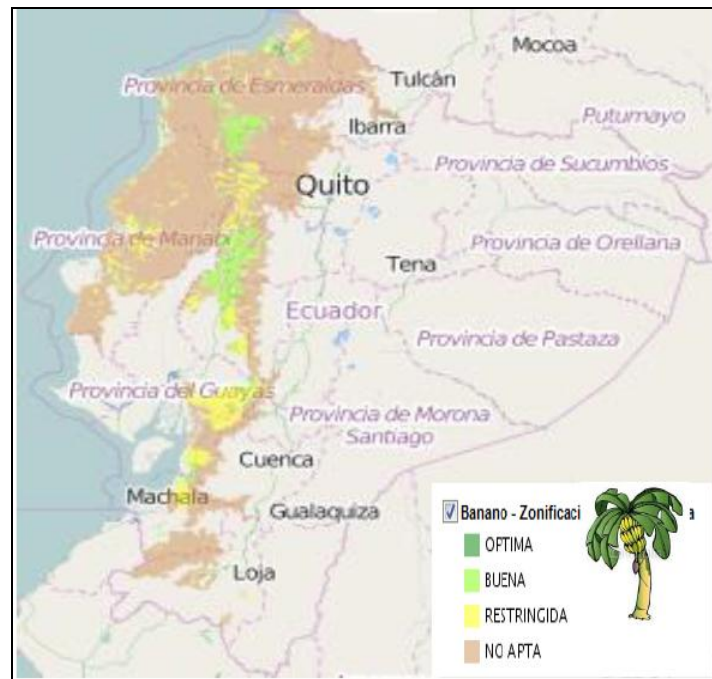 Mocoa
Tulcán
Provincia de Esmeraldas
Putumayo
Ibarra
Provincia de Sucumbíos
Quito
Provincia de Manabí
Provincia de Orellana
Tena
Ecuador
Provincia de Pastaza
Provincia del Guayas
Provincia de Morona
Santiago
Cuenca
Machala
Gualaquiza
Loja
Banano - Zonificaci a
OPTIMA
BUENA
RESTRINGIDA
NO APTA